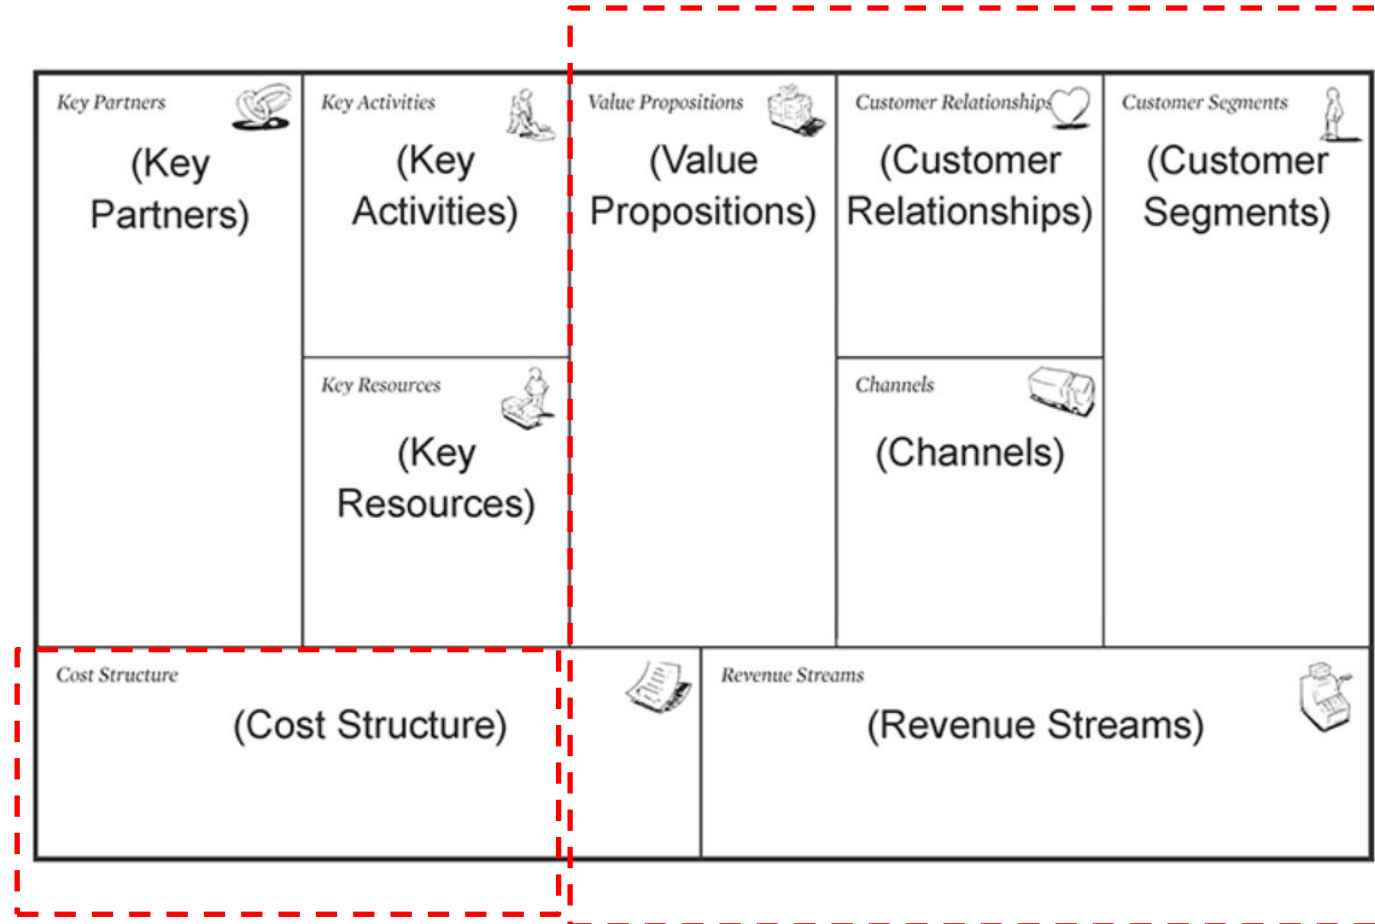 Key Partners
(Key
Partners)
Key Activities
(Key
Activities)
Key Resources
(Key
Resources)
Value Propositions
(Value
Propositions)
Customer Relationships
(Customer
Relationships)
Channels
(Channels)
Customer Segments
(Customer
Segments)
Cost Structure
(Cost Structure)
Revenue Streams
(Revenue Streams)